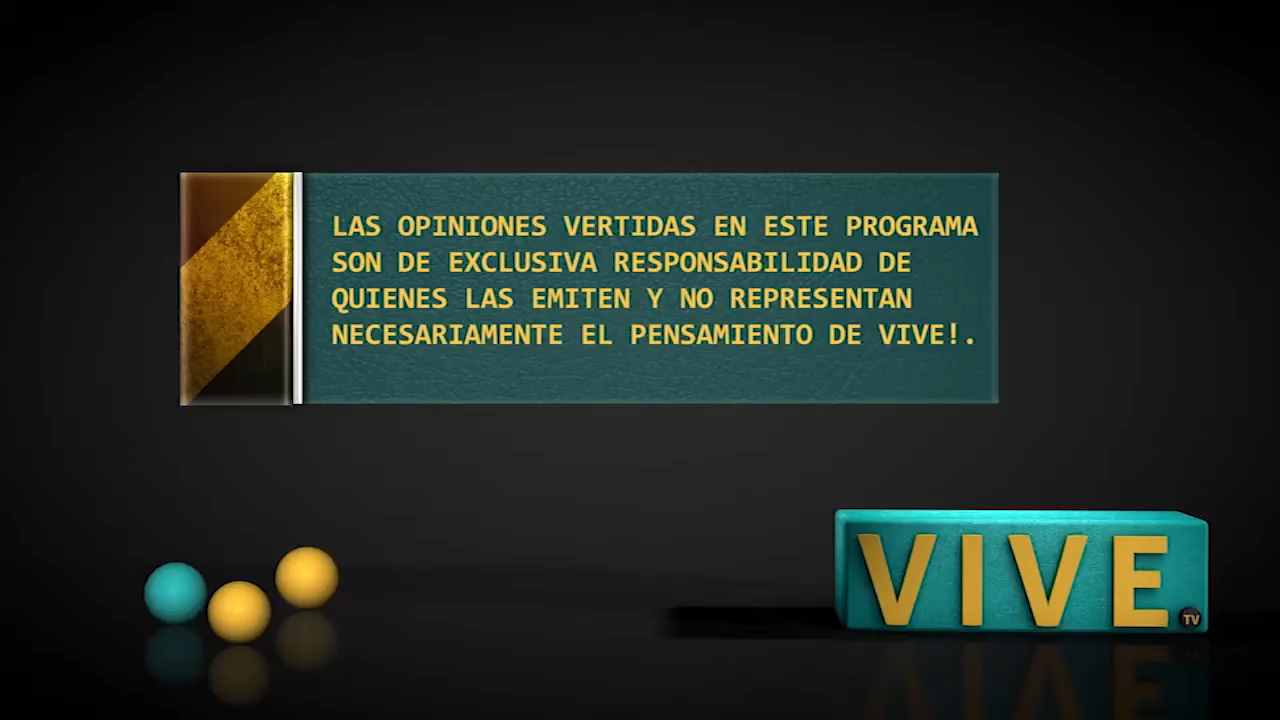 LAS OPINIONES VERTIDAS EN ESTE PROGRAMA
SON DE EXCLUSIVA RESPONSABILIDAD DE
QUIENES LAS EMITEN Y NO REPRESENTAN
NECESARIAMENTE EL PENSAMIENTO DE VIVE!.
VIVE
TV